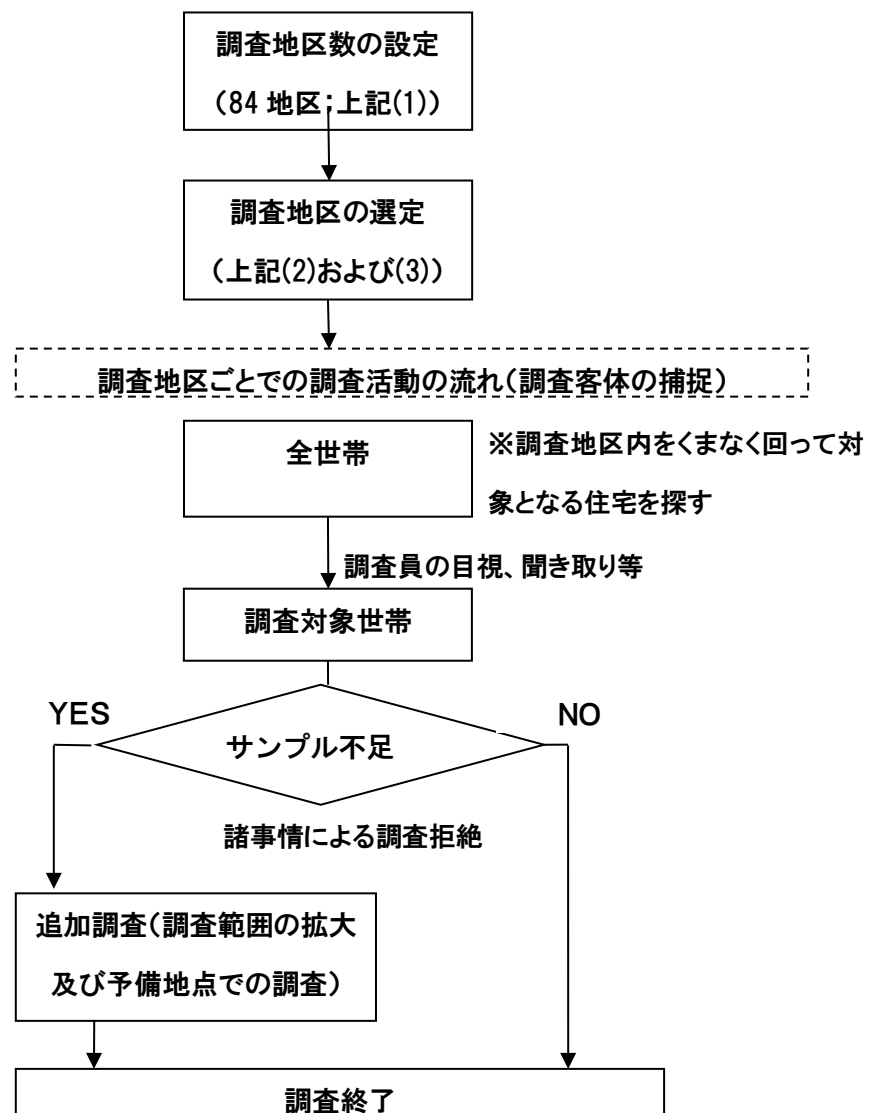 調査地区数の設定
（84 地区；上記(1)）
調査地区の選定
（上記(2)および(3)）
調査地区ごとでの調査活動の流れ（調査客体の捕捉）
全世帯
※調査地区内をくまなく回って対
象となる住宅を探す
調査員の目視、聞き取り等
調査対象世帯
YES
NO
サンプル不足
諸事情による調査拒絶
追加調査（調査範囲の拡大
及び予備地点での調査）
調査終了